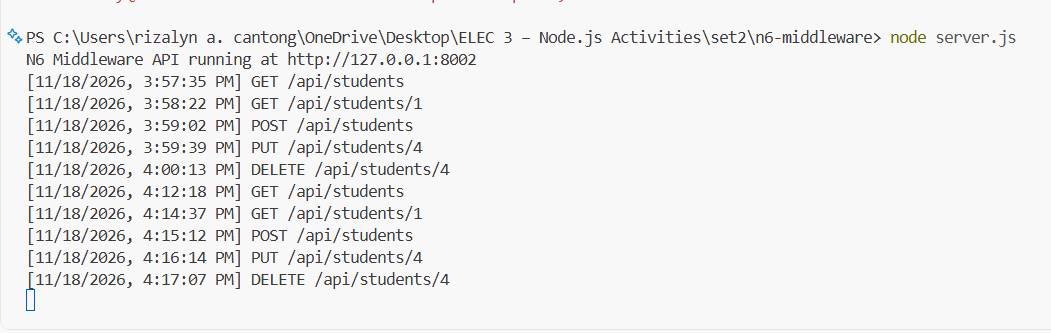 PS C:\Users\rizalyn a. cantong\OneDrive\Desktop\ELEC 3 – Node.js Activities\set2\n6-middleware> node server.js
N6 Middleware API running at http://127.0.0.1:8002
[11/18/2026, 3:57:35 PM] GET /api/students
[11/18/2026, 3:58:22 PM] GET /api/students/1
[11/18/2026, 3:59:02 PM] POST /api/students
[11/18/2026, 3:59:39 PM] PUT /api/students/4
[11/18/2026, 4:00:13 PM] DELETE /api/students/4
[11/18/2026, 4:12:18 PM] GET /api/students
[11/18/2026, 4:14:37 PM] GET /api/students/1
[11/18/2026, 4:15:12 PM] POST /api/students
[11/18/2026, 4:16:14 PM] PUT /api/students/4
[11/18/2026, 4:17:07 PM] DELETE /api/students/4